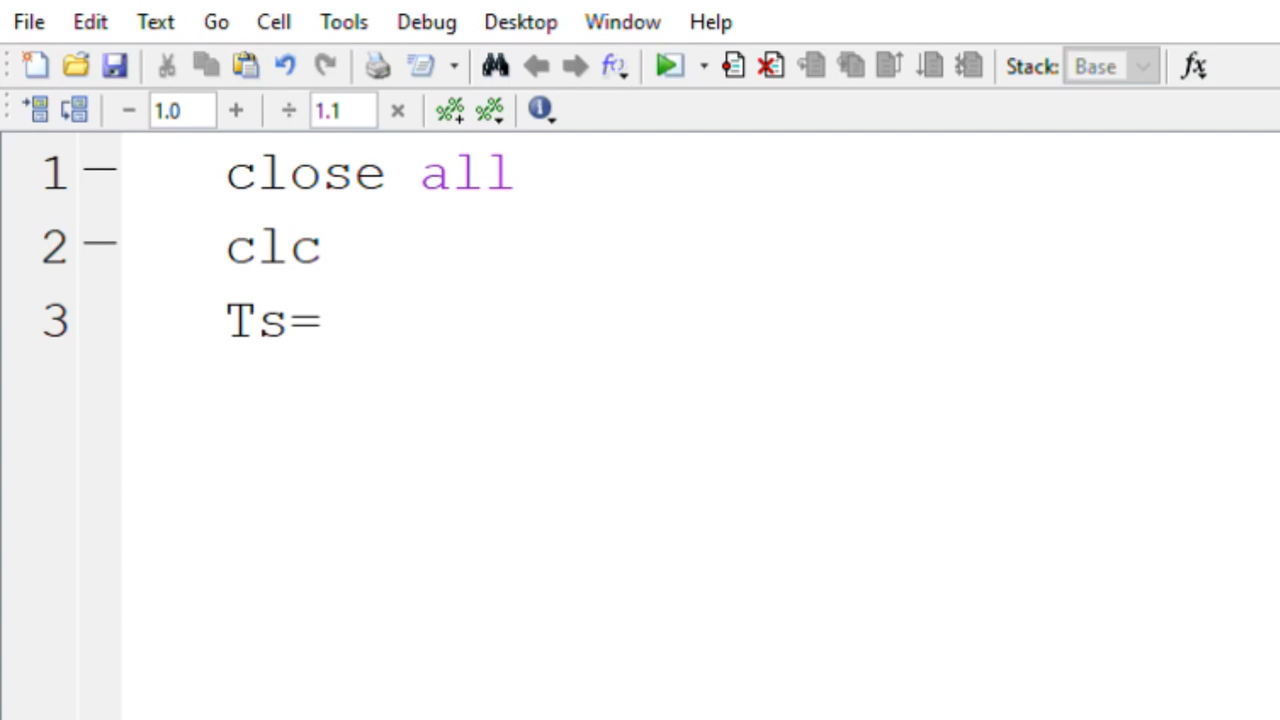 File Edit Text Go Cell Tools Debug Desktop Window Help
Stack: Base fx
− 1.0 + ÷ 1.1 ×
1 — close all
2 — clc
3 Ts=